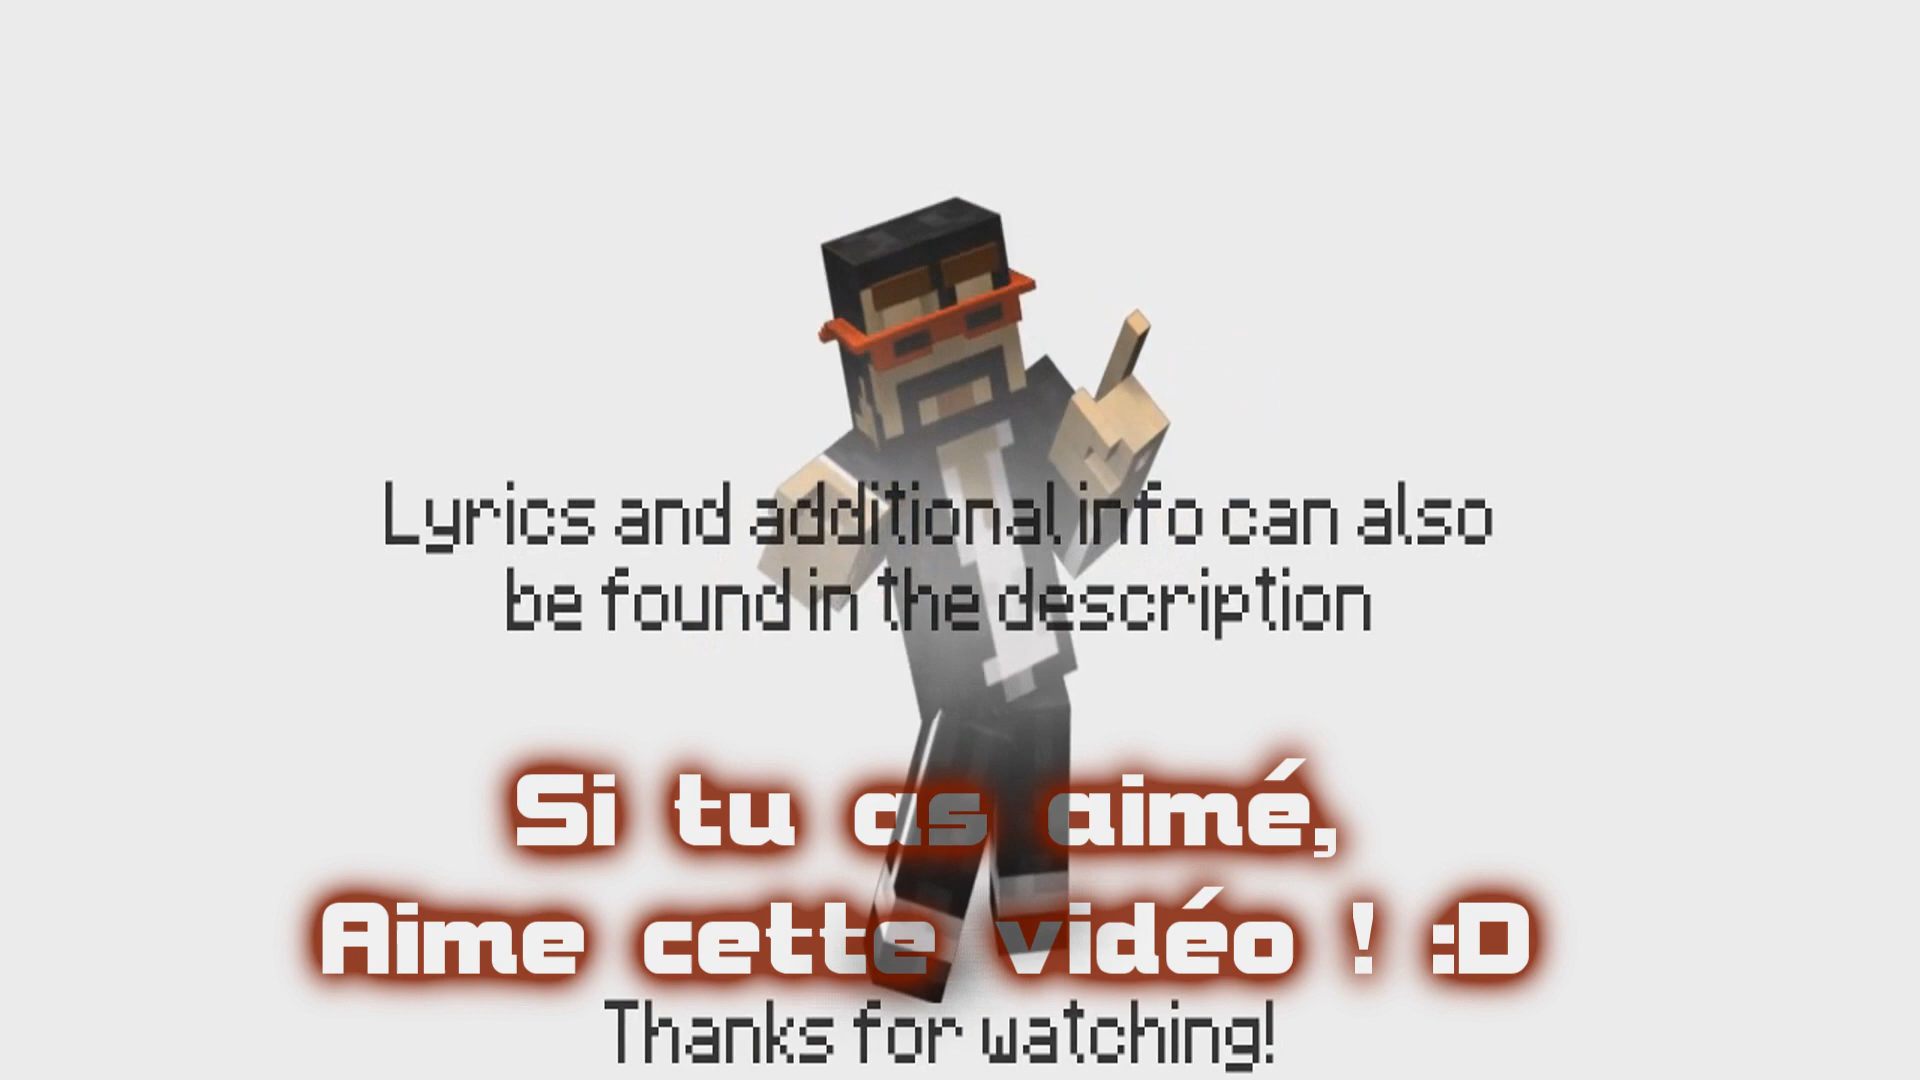 Lyrics and additional info can also
be found in the description
Si tu as aimé,
Aime cette vidéo ! :D
Thanks for watching!